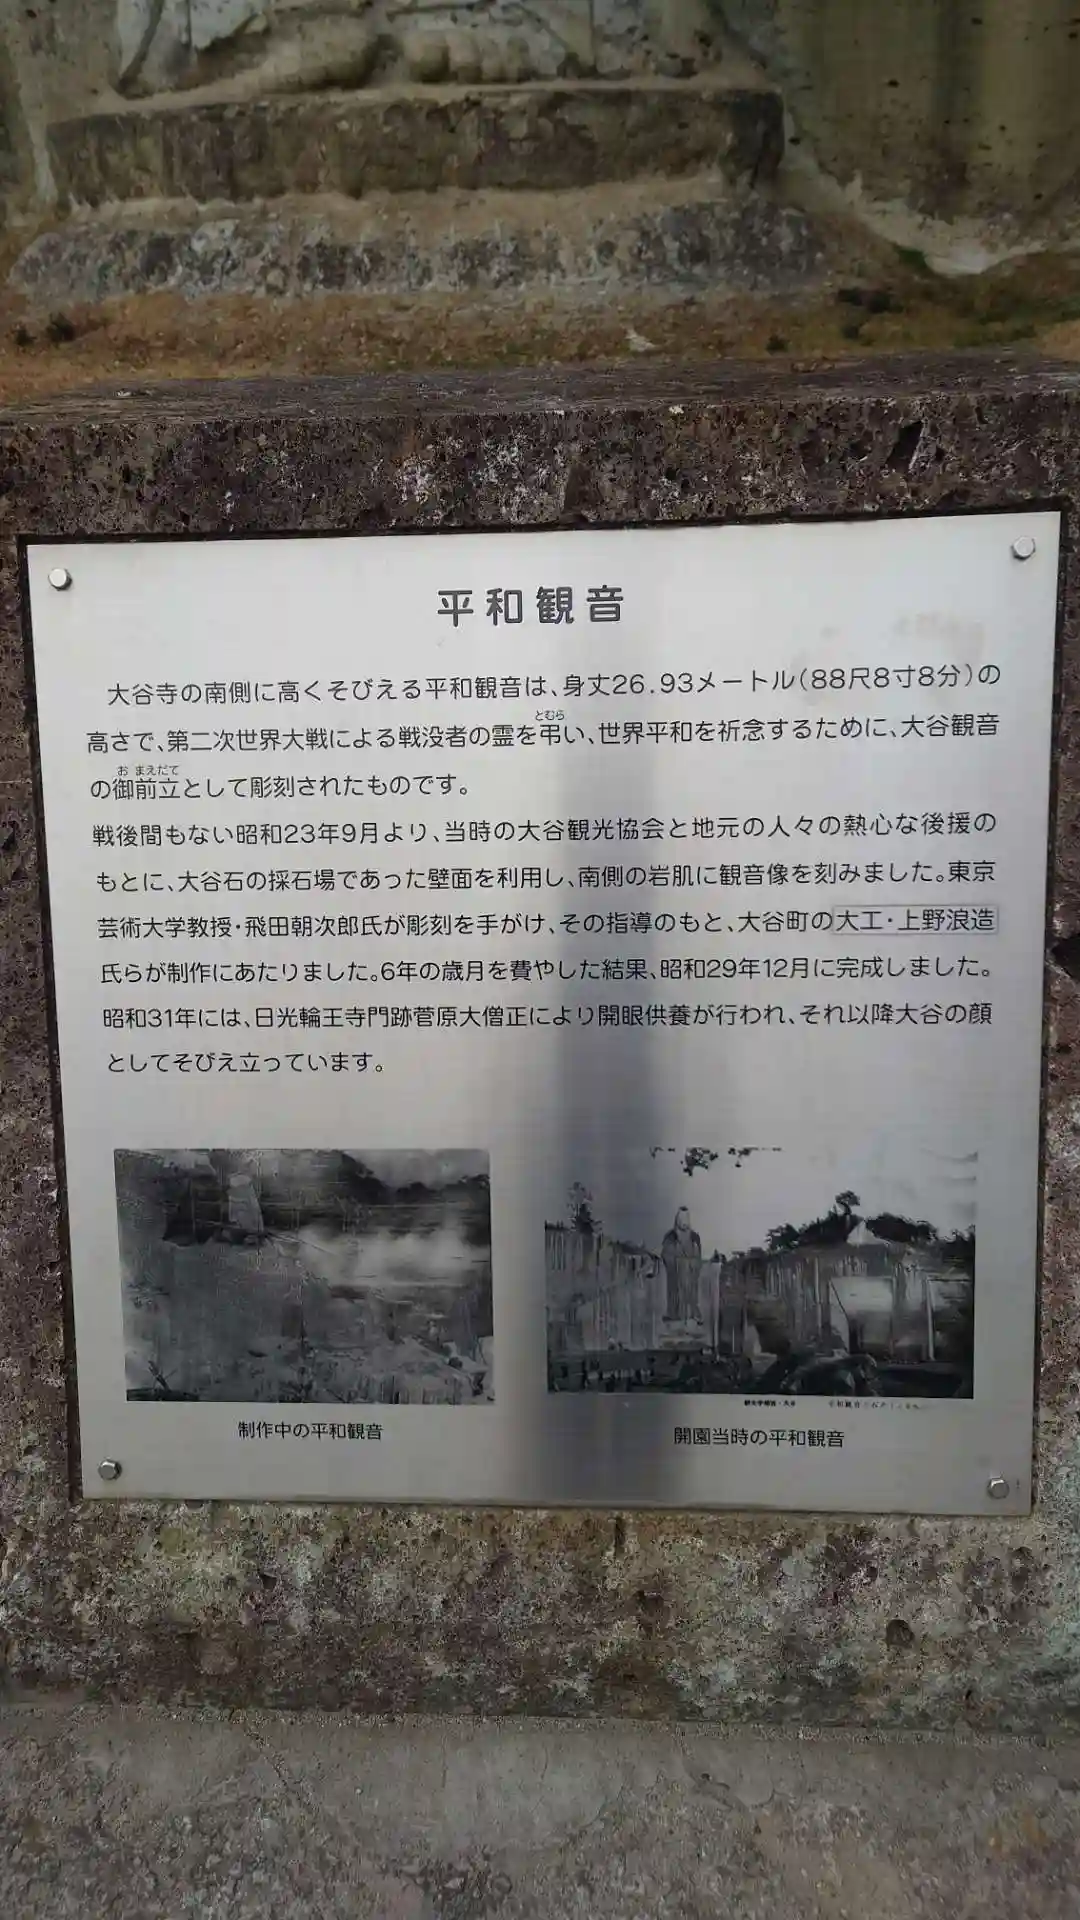 平和観音
大谷寺の南側に高くそびえる平和観音は、身丈26.93メートル(88尺8寸8分)の
とむら
高さで、第二次世界大戦による戦没者の霊を弔い、世界平和を祈念するために、大谷観音
お まえだて
の御前立として彫刻されたものです。
戦後間もない昭和23年9月より、当時の大谷観光協会と地元の人々の熱心な後援の
もとに、大谷石の採石場であった壁面を利用し、南側の岩肌に観音像を刻みました。東京
芸術大学教授・飛田朝次郎氏が彫刻を手がけ、その指導のもと、大谷町の大工・上野浪造
氏らが制作にあたりました。6年の歳月を費やした結果、昭和29年12月に完成しました。
昭和31年には、日光輪王寺門跡菅原大僧正により開眼供養が行われ、それ以降大谷の顔
としてそびえ立っています。
制作中の平和観音
開園当時の平和観音